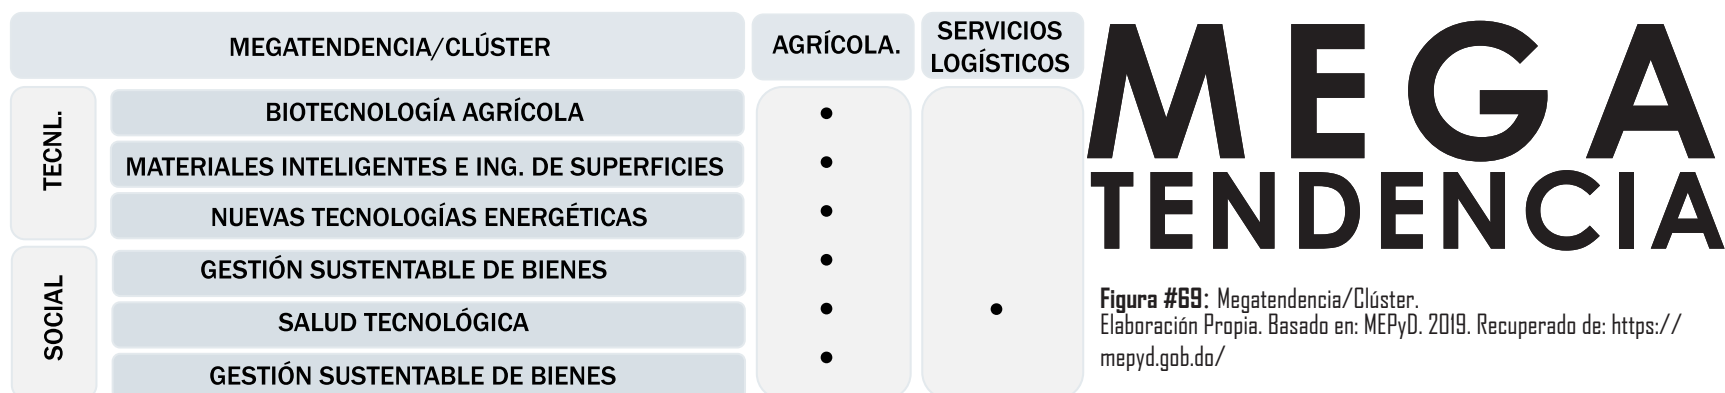 MEGATENDENCIA/CLÚSTER
AGRÍCOLA.
SERVICIOS
LOGÍSTICOS
TECNL.
BIOTECNOLOGÍA AGRÍCOLA
MATERIALES INTELIGENTES E ING. DE SUPERFICIES
NUEVAS TECNOLOGÍAS ENERGÉTICAS
SOCIAL
GESTIÓN SUSTENTABLE DE BIENES
SALUD TECNOLÓGICA
GESTIÓN SUSTENTABLE DE BIENES
MEGA
TENDENCIA
Figura #69: Megatendencia/Clúster.
Elaboración Propia. Basado en: MEPyD. 2019. Recuperado de: https://
mepyd.gob.do/